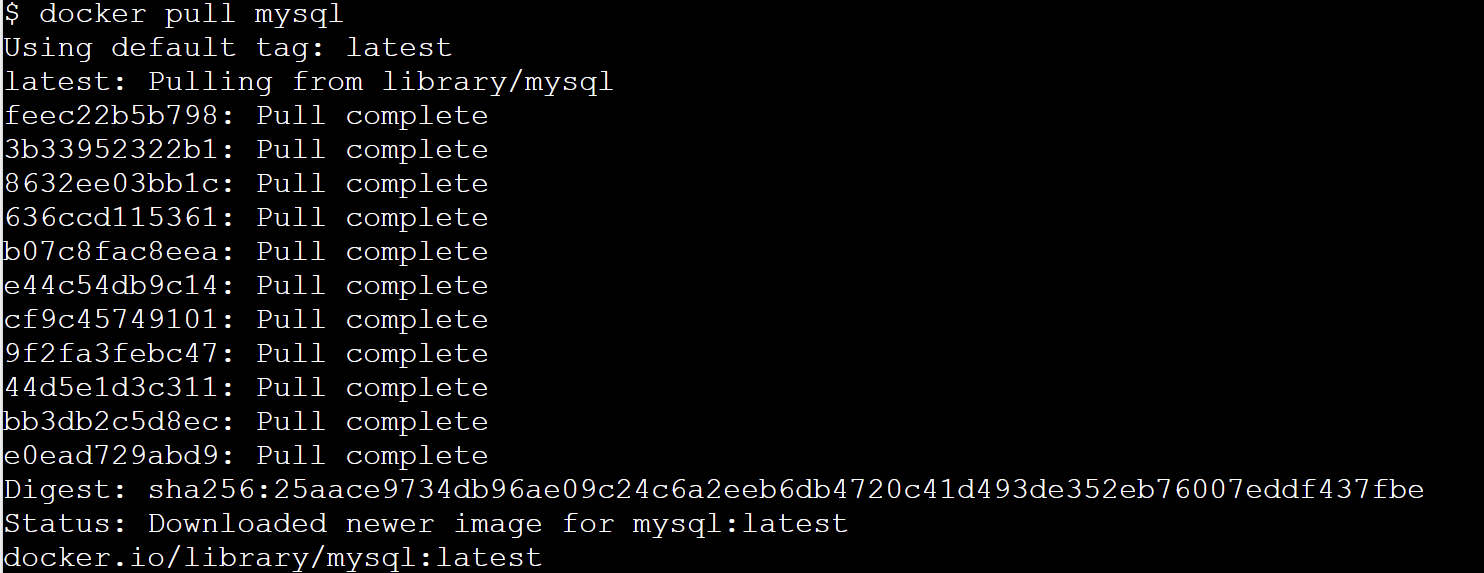 $ docker pull mysql
Using default tag: latest
latest: Pulling from library/mysql
feec22b5b798: Pull complete
3b33952322b1: Pull complete
8632ee03bb1c: Pull complete
636ccd115361: Pull complete
b07c8fac8eea: Pull complete
e44c54db9c14: Pull complete
cf9c45749101: Pull complete
9f2fa3febc47: Pull complete
44d5e1d3c311: Pull complete
bb3db2c5d8ec: Pull complete
e0ead729abd9: Pull complete
Digest: sha256:25aace9734db96ae09c24c6a2eeb6db4720c41d493de352eb76007eddf437fbe
Status: Downloaded newer image for mysql:latest
docker.io/library/mysql:latest